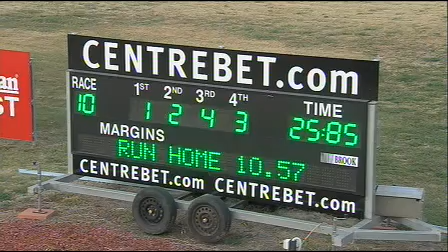 CENTREBET.com
RACE 1ST 2ND 3RD 4TH TIME
10 1 2 4 3 25:85
MARGINS BROOK
RUN HOME 10.57
CENTREBET.com CENTREBET.com
an
ST